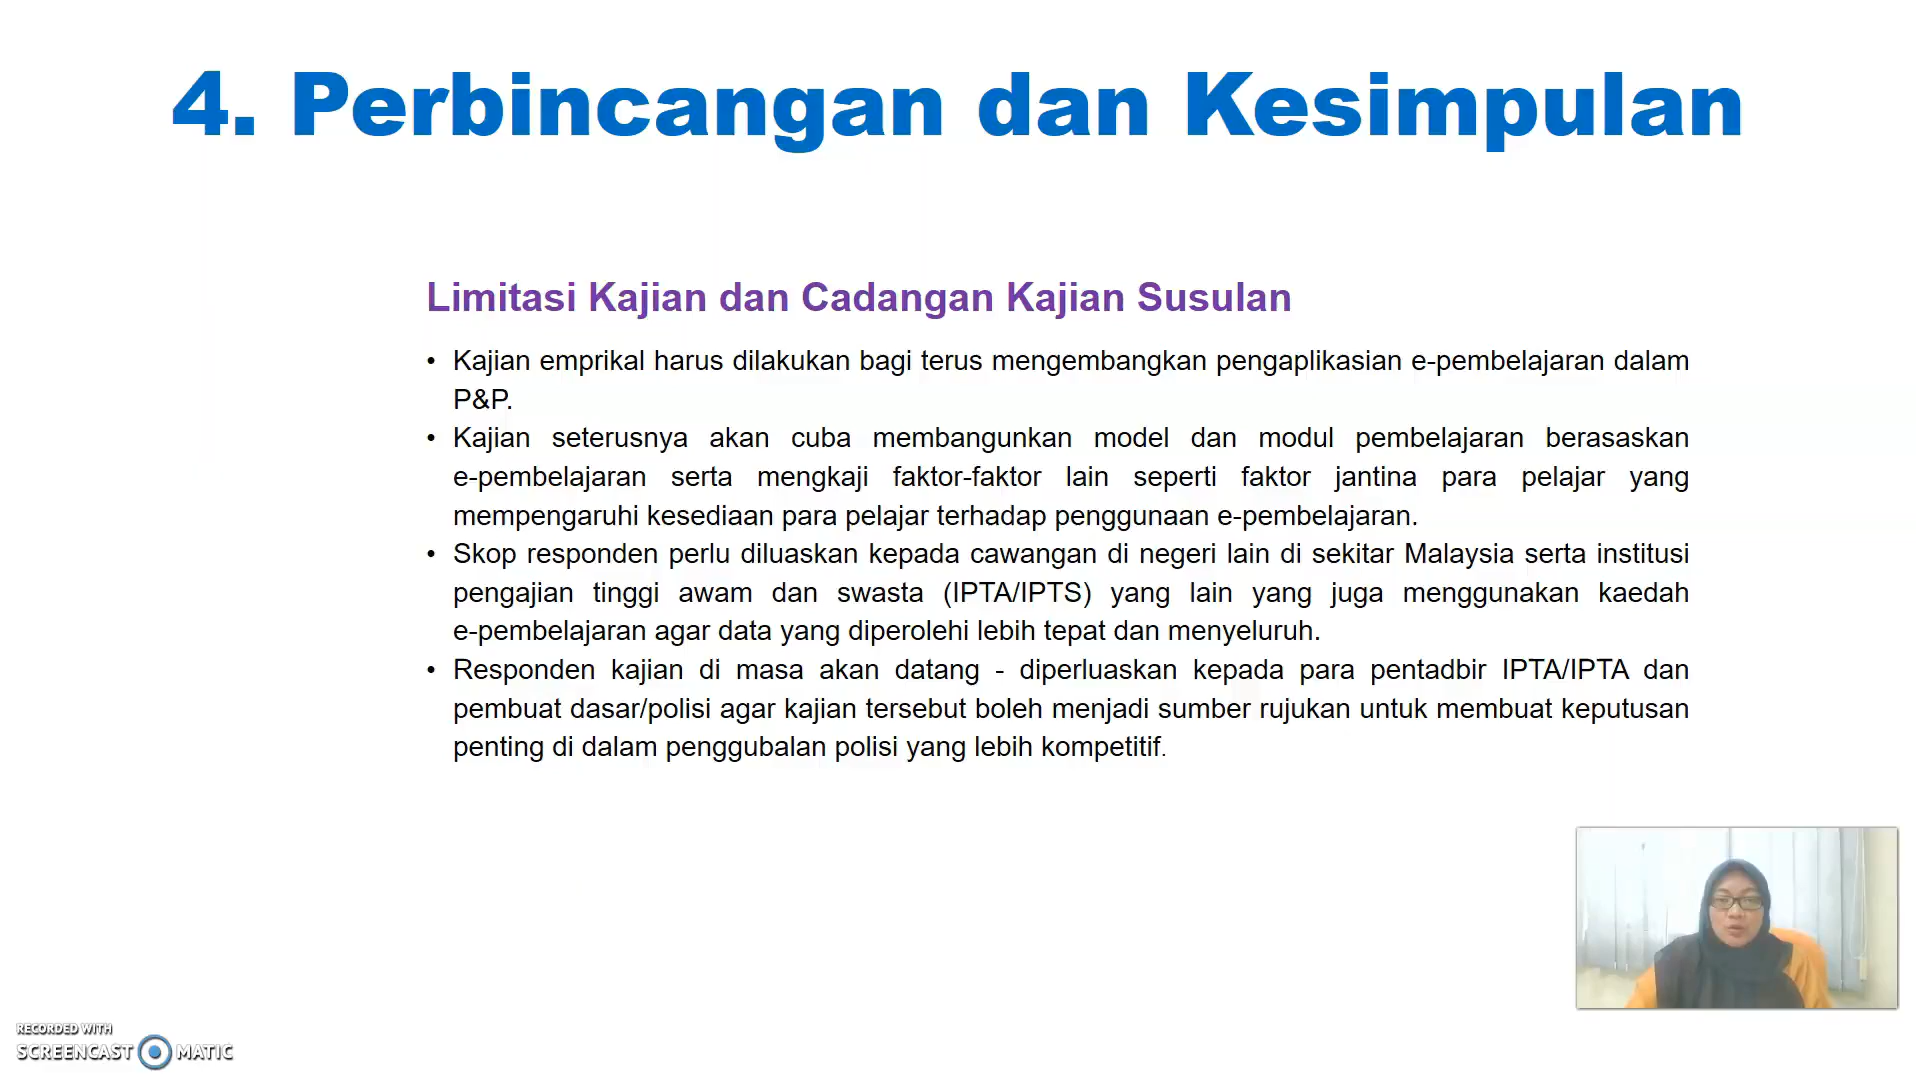 4. Perbincangan dan Kesimpulan
Limitasi Kajian dan Cadangan Kajian Susulan
• Kajian emprikal harus dilakukan bagi terus mengembangkan pengaplikasian e-pembelajaran dalam
P&P.
• Kajian seterusnya akan cuba membangunkan model dan modul pembelajaran berasaskan
e-pembelajaran serta mengkaji faktor-faktor lain seperti faktor jantina para pelajar yang
mempengaruhi kesediaan para pelajar terhadap penggunaan e-pembelajaran.
• Skop responden perlu diluaskan kepada cawangan di negeri lain di sekitar Malaysia serta institusi
pengajian tinggi awam dan swasta (IPTA/IPTS) yang lain yang juga menggunakan kaedah
e-pembelajaran agar data yang diperolehi lebih tepat dan menyeluruh.
• Responden kajian di masa akan datang - diperluaskan kepada para pentadbir IPTA/IPTA dan
pembuat dasar/polisi agar kajian tersebut boleh menjadi sumber rujukan untuk membuat keputusan
penting di dalam penggubalan polisi yang lebih kompetitif.
RECORDED WITH
SCREENCAST MATIC